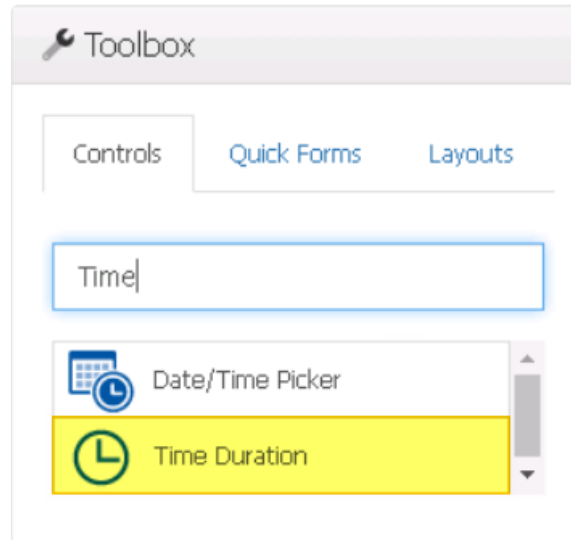 Toolbox
Controls Quick Forms Layouts
Time
Date/Time Picker
Time Duration